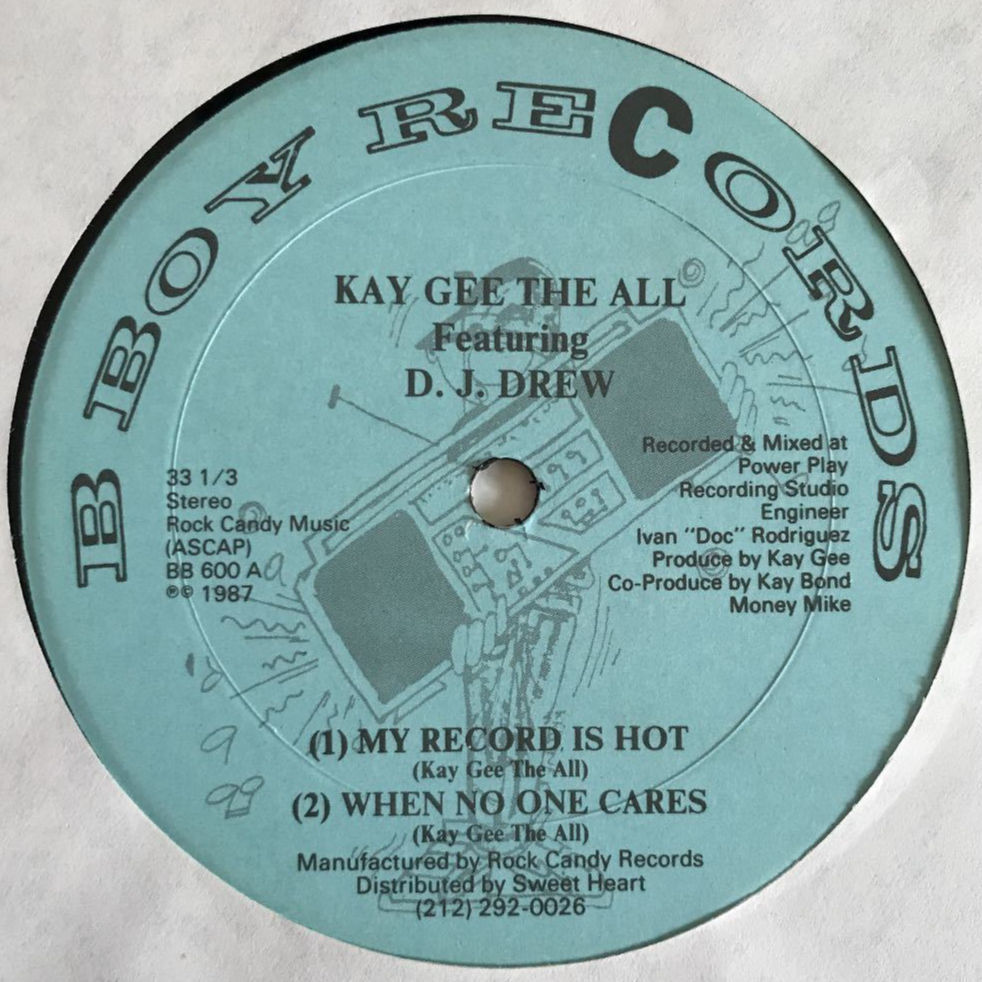 B BOY RECORDS
KAY GEE THE ALL
Featuring
D. J. DREW
33 1/3
Stereo
Rock Candy Music
(ASCAP)
BB 600 A
℗© 1987
Recorded & Mixed at
Power Play
Recording Studio
Engineer
Ivan "Doc" Rodriguez
Produce by Kay Gee
Co-Produce by Kay Bond
Money Mike
(1) MY RECORD IS HOT
(Kay Gee The All)
(2) WHEN NO ONE CARES
(Kay Gee The All)
Manufactured by Rock Candy Records
Distributed by Sweet Heart
(212) 292-0026